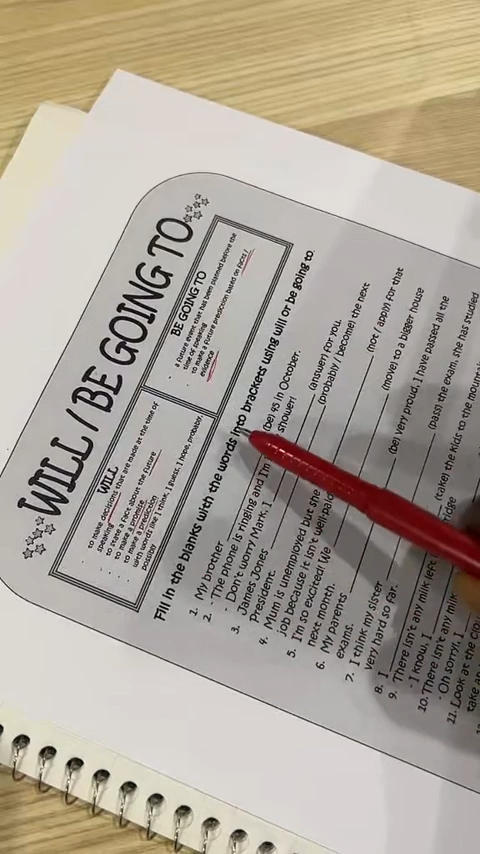 WILL / BE GOING TO
WILL
- to make decisions that are made at the time of
speaking
- to state a fact about the future
- to make a promise
- to make a prediction
with words like I think, I guess, I hope, probably,
possibly
BE GOING TO
- a future event that has been planned before the
time of speaking
- to make a future prediction based on facts /
evidence
Fill in the blanks with the words into brackets using will or be going to.
1. My brother (be) 45 in October.
2. - The phone is ringing and I'm shower!
- Don't worry Mark, I (answer) for you.
3. James Jones (probably / become) the next
President.
4. Mum is unemployed but she (not / apply) for that
job because it isn't well paid
5. I'm so excited! We (move) to a bigger house
next month.
6. My parents (be) very proud, I have passed all the
exams.
7. I think my sister (pass) the exam, she has studied
very hard so far.
8. I (take) the kids to the
9. There isn't any milk left
- I know, I
10. There isn't any milk
- Oh sorry, I
11. Look at the
take an